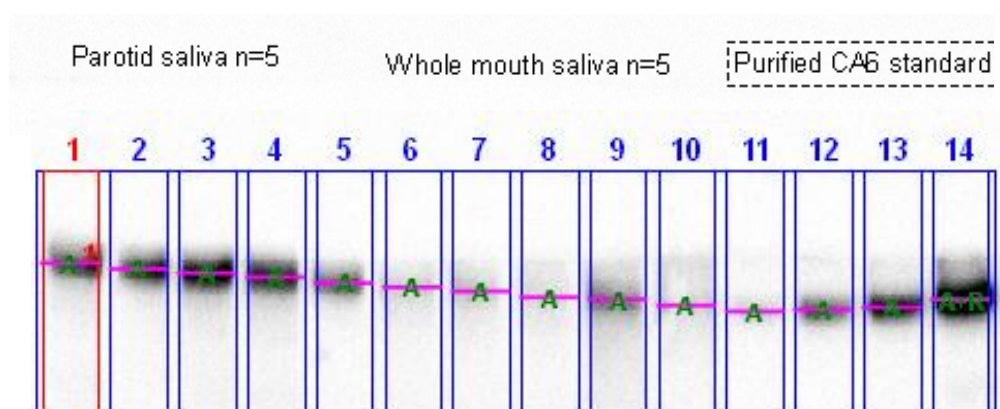 Parotid saliva n=5
Whole mouth saliva n=5
Purified CA6 standard
1 2 3 4 5 6 7 8 9 10 11 12 13 14
A A A A A A A A A A A A A A+R